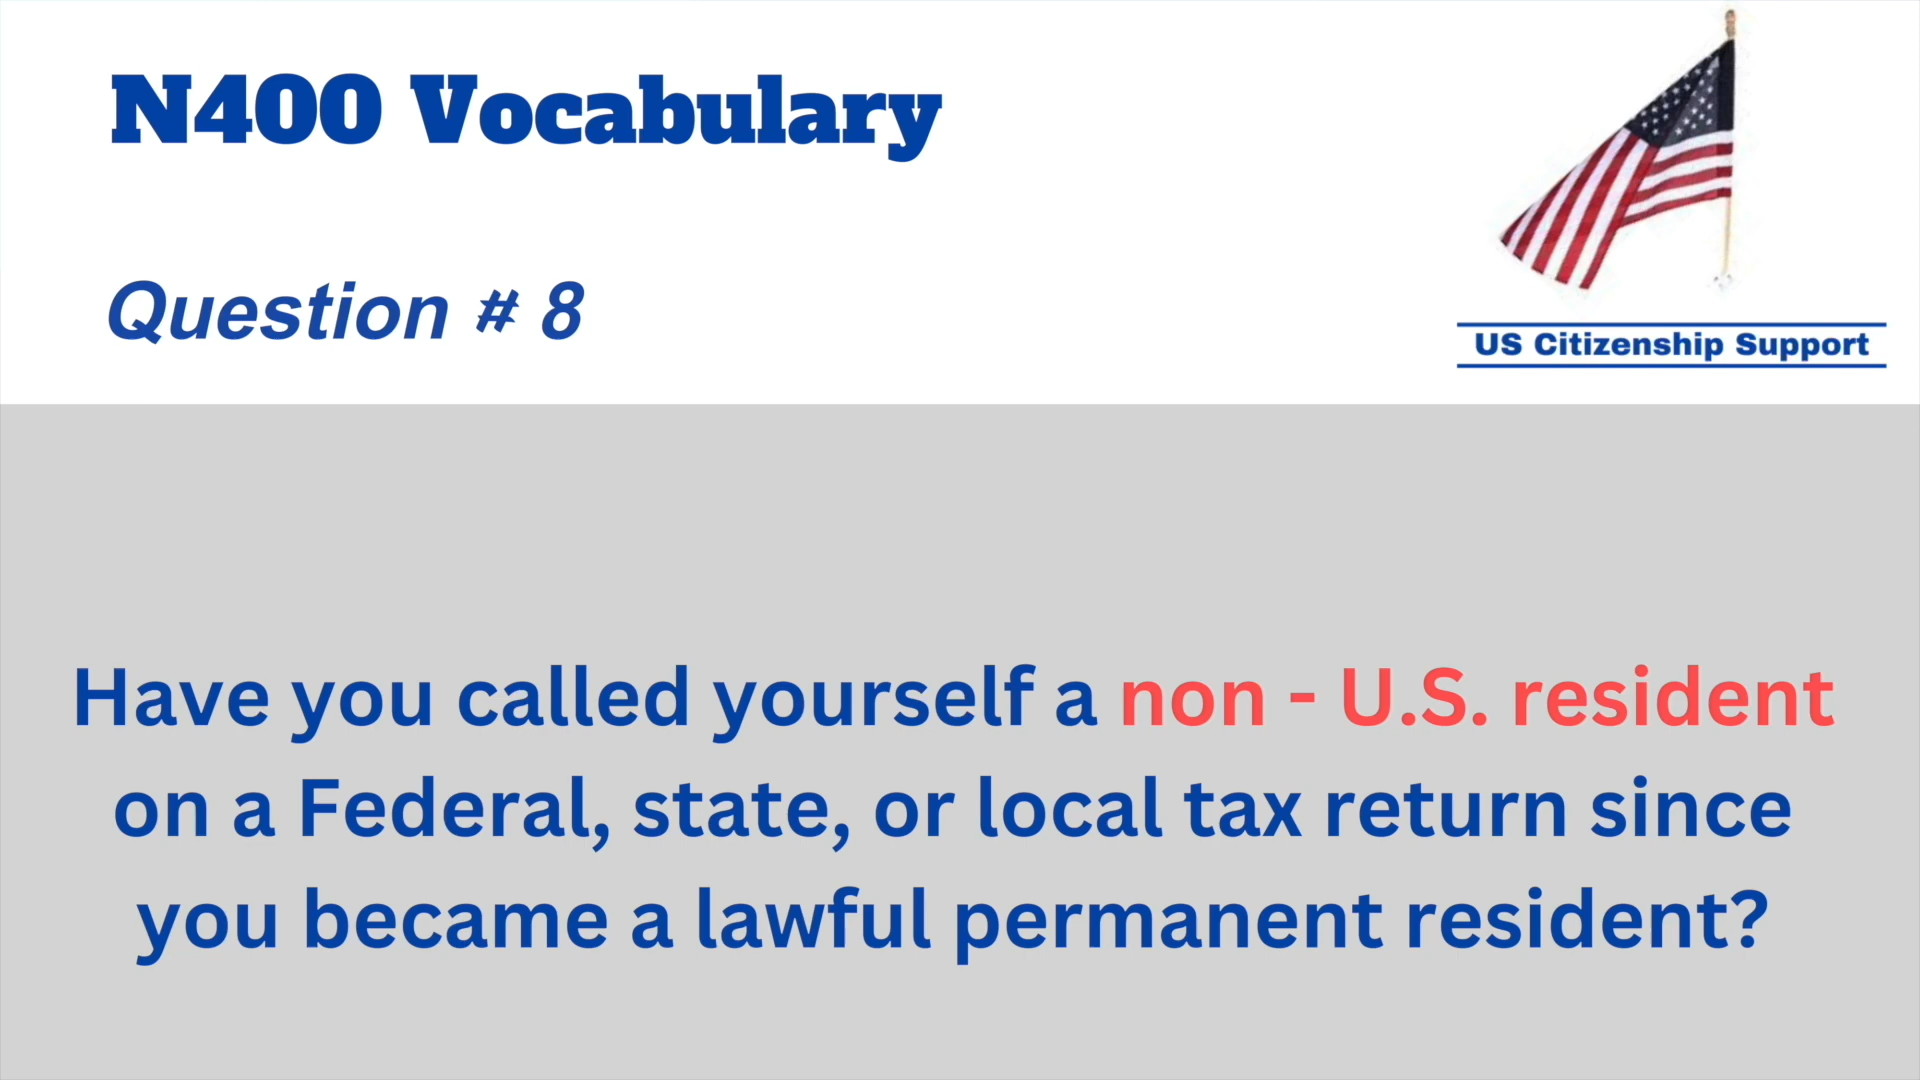 N400 Vocabulary
Question # 8
US Citizenship Support
Have you called yourself a non - U.S. resident
on a Federal, state, or local tax return since
you became a lawful permanent resident?